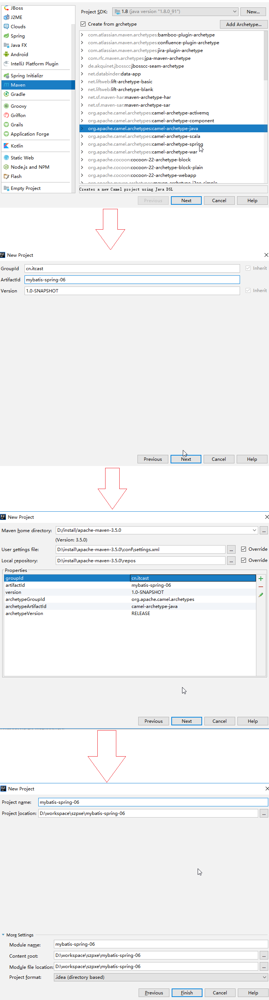 JBoss
J2ME
Clouds
Spring
Java FX
Android
IntelliJ Platform Plugin
Spring Initializr
Maven
Gradle
Groovy
Griffon
Grails
Application Forge
Kotlin
Static Web
Node.js and NPM
Flash
Empty Project
Project SDK: 1.8 (java version "1.8.0_91") New...
Create from archetype Add Archetype...
com.atlassian.maven.archetypes:bamboo-plugin-archetype
com.atlassian.maven.archetypes:confluence-plugin-archetype
com.atlassian.maven.archetypes:jira-plugin-archetype
com.rfc.maven.archetypes:jpa-maven-archetype
de.akquinet.jbosscc:jbosscc-seam-archetype
net.databinder:data-app
net.liftweb:lift-archetype-basic
net.liftweb:lift-archetype-blank
net.sf.maven-har:maven-archetype-har
net.sf.maven-sar:maven-archetype-sar
org.apache.camel.archetypes:camel-archetype-activemq
org.apache.camel.archetypes:camel-archetype-component
org.apache.camel.archetypes:camel-archetype-java
org.apache.camel.archetypes:camel-archetype-scala
org.apache.camel.archetypes:camel-archetype-spring
org.apache.camel.archetypes:camel-archetype-war
org.apache.cocoon:cocoon-22-archetype-block
org.apache.cocoon:cocoon-22-archetype-block-plain
org.apache.cocoon:cocoon-22-archetype-webapp
org.apache.maven.archetypes:maven-archetype-j2ee-simple
Creates a new Camel project using Java DSL
Previous Next Cancel Help
New Project
GroupId cn.itcast Inherit
ArtifactId mybatis-spring-06
Version 1.0-SNAPSHOT Inherit
Previous Next Cancel Help
New Project
Maven home directory: D:/install/apache-maven-3.5.0 ...
(Version: 3.5.0)
User settings file: D:\install\apache-maven-3.5.0\conf\settings.xml ... Override
Local repository: D:\install\apache-maven-3.5.0\repos ... Override
Properties
groupId cn.itcast
artifactId mybatis-spring-06
version 1.0-SNAPSHOT
archetypeGroupId org.apache.camel.archetypes
archetypeArtifactId camel-archetype-java
archetypeVersion RELEASE
Previous Next Cancel Help
New Project
Project name: mybatis-spring-06
Project location: D:\workspace\szpxe\mybatis-spring-06 ...
More Settings
Module name: mybatis-spring-06
Content root: D:\workspace\szpxe\mybatis-spring-06 ...
Module file location: D:\workspace\szpxe\mybatis-spring-06 ...
Project format: .idea (directory based)
Previous Finish Cancel Help